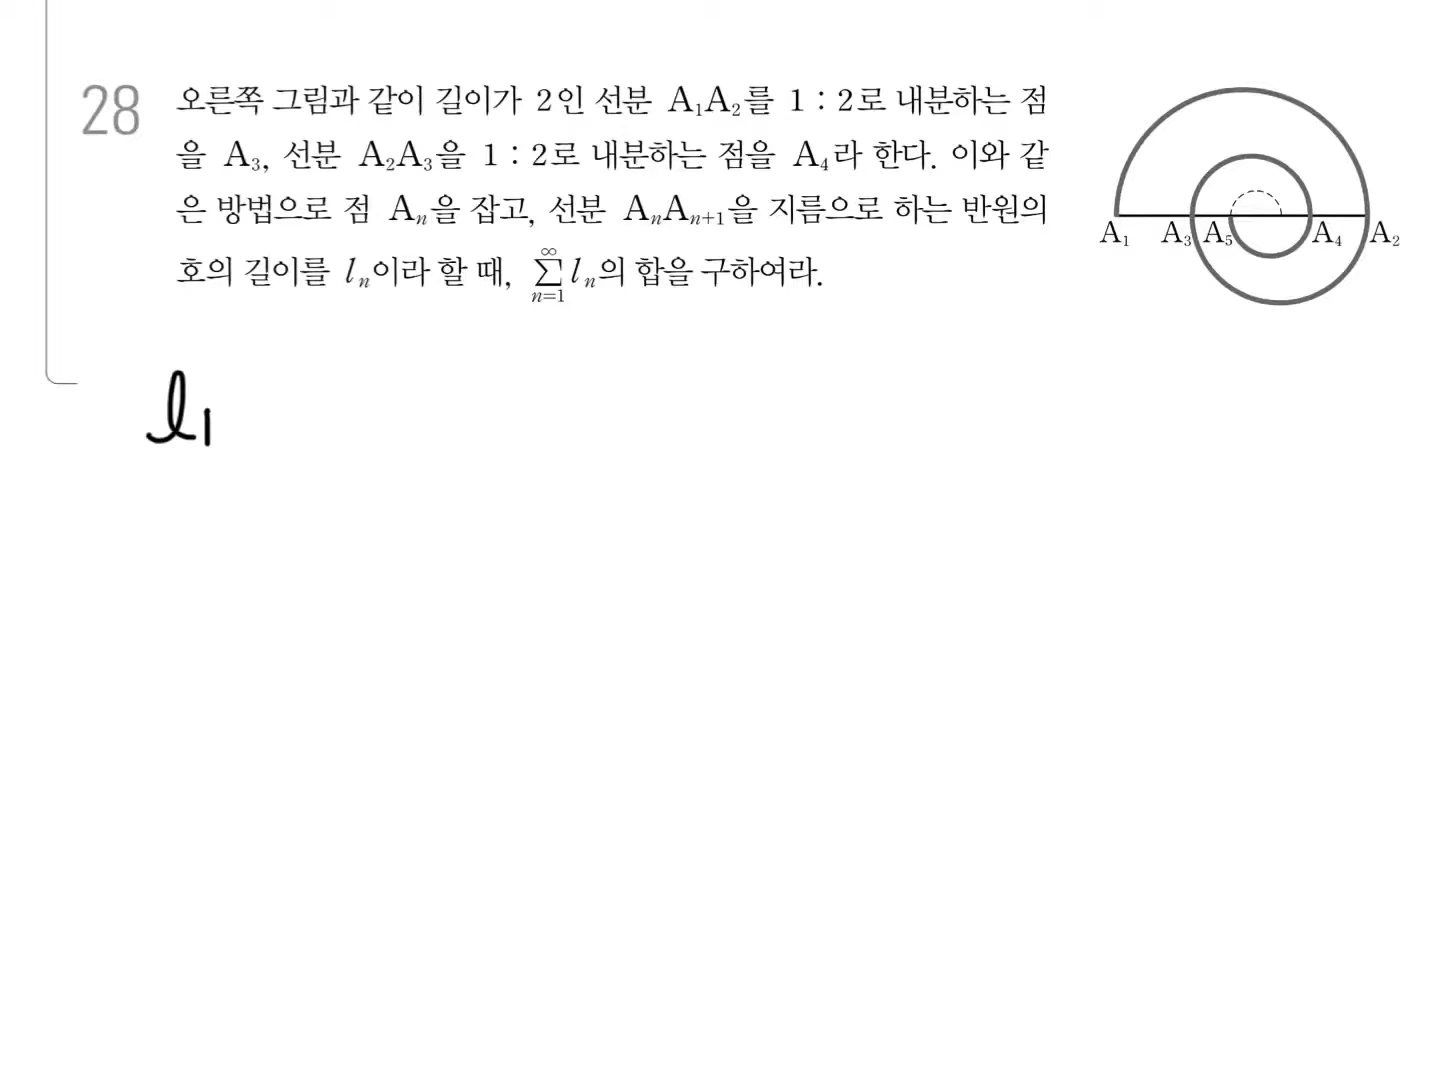 28 오른쪽 그림과 같이 길이가 2인 선분 A₁A₂를 1 : 2로 내분하는 점
을 A₃, 선분 A₂A₃을 1 : 2로 내분하는 점을 A₄라 한다. 이와 같
은 방법으로 점 Aₙ을 잡고, 선분 AₙAₙ₊₁을 지름으로 하는 반원의
호의 길이를 lₙ이라 할 때, ∞∑n=1 lₙ의 합을 구하여라.
A₁ A₃ A₅ A₄ A₂
l₁